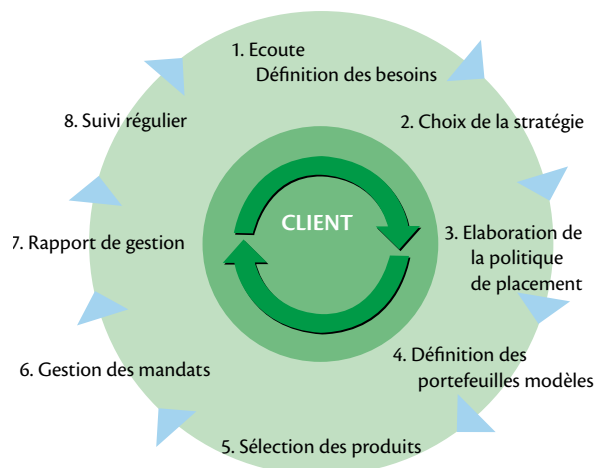 1. Ecoute
Définition des besoins
2. Choix de la stratégie
3. Elaboration de
la politique
de placement
4. Définition des
portefeuilles modèles
5. Sélection des produits
6. Gestion des mandats
7. Rapport de gestion
8. Suivi régulier
CLIENT